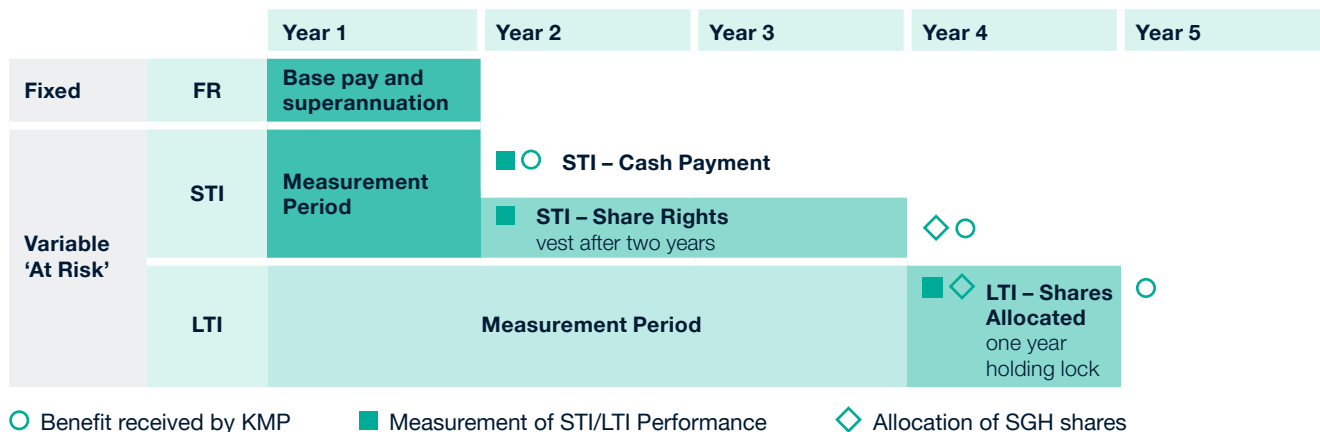 Year 1
Year 2
Year 3
Year 4
Year 5
Fixed
FR
Base pay and
superannuation
Variable
‘At Risk’
STI
Measurement
Period
STI – Cash Payment
STI – Share Rights
vest after two years
LTI
Measurement Period
LTI – Shares
Allocated
one year
holding lock
Benefit received by KMP
Measurement of STI/LTI Performance
Allocation of SGH shares